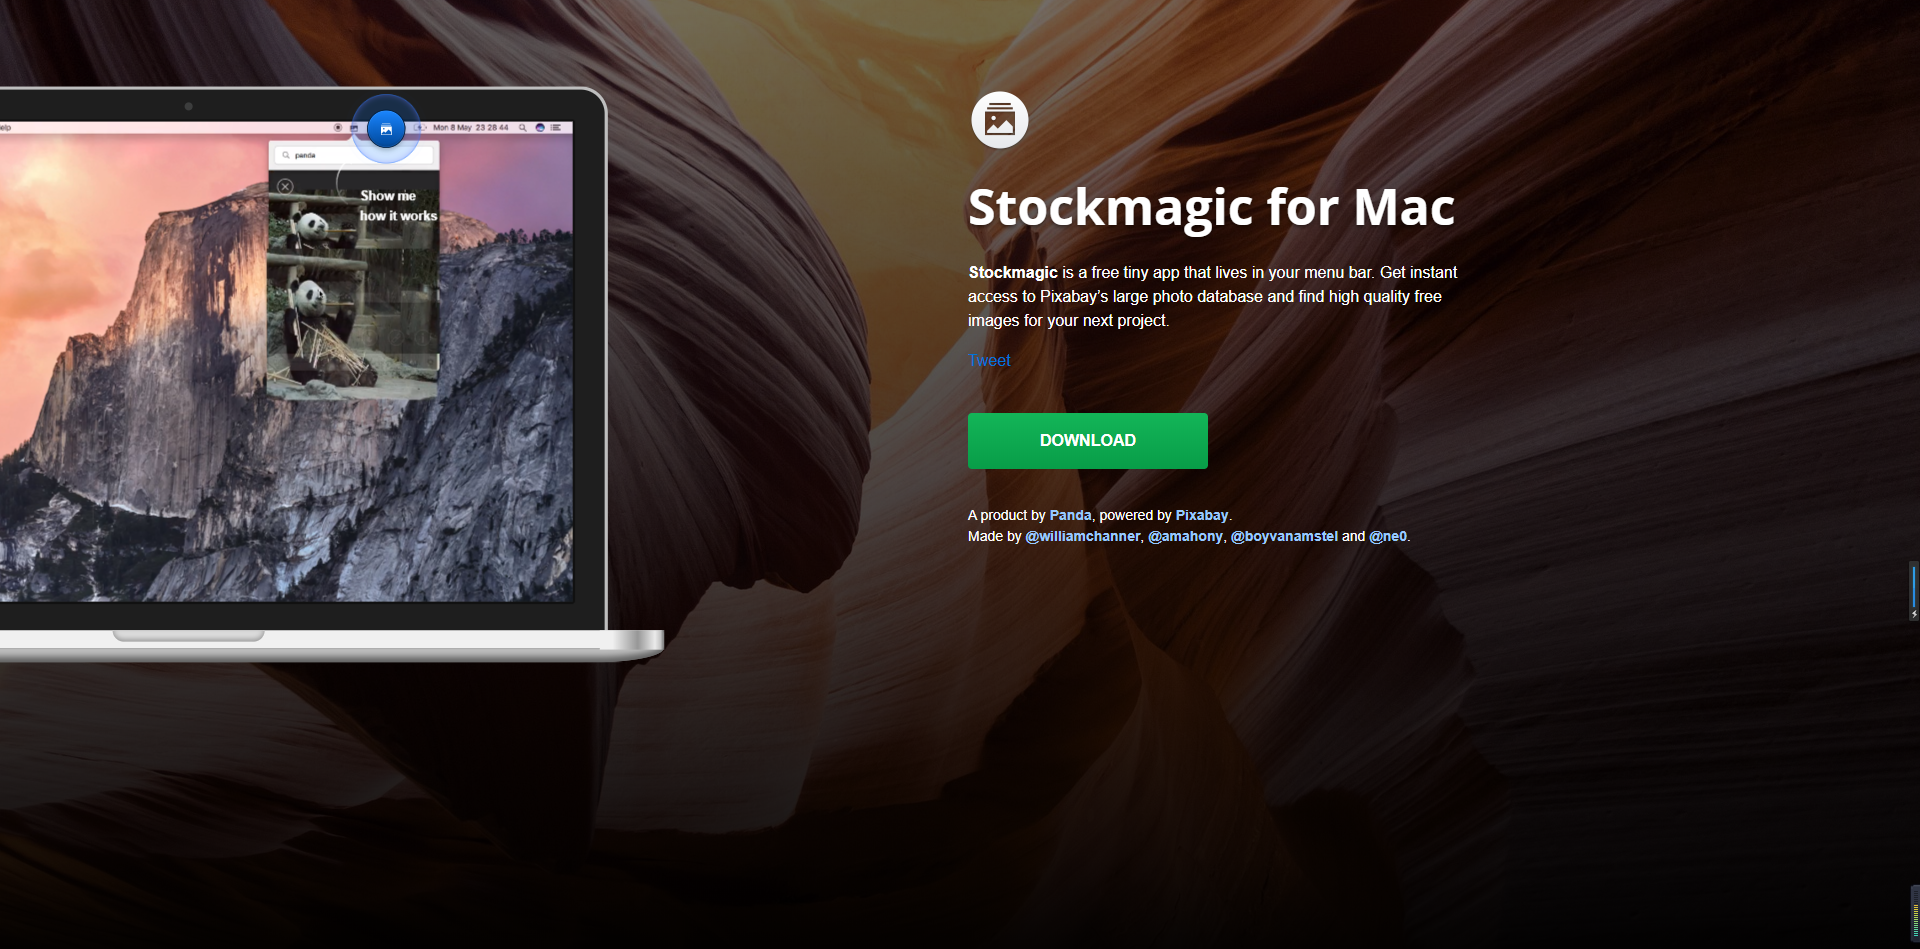 elp
Mon 8 May 23 28 44
panda
Show me
how it works
Stockmagic for Mac
Stockmagic is a free tiny app that lives in your menu bar. Get instant
access to Pixabay’s large photo database and find high quality free
images for your next project.
Tweet
DOWNLOAD
A product by Panda, powered by Pixabay.
Made by @williamchanner, @amahony, @boyvanamstel and @ne0.